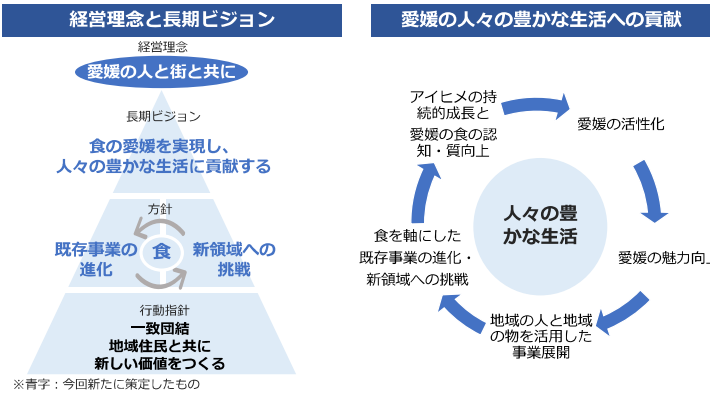 経営理念と長期ビジョン
経営理念
愛媛の人と街と共に
長期ビジョン
食の愛媛を実現し、
人々の豊かな生活に貢献する
方針
既存事業の
進化
食
新領域への
挑戦
行動指針
一致団結
地域住民と共に
新しい価値をつくる
※青字：今回新たに策定したもの
愛媛の人々の豊かな生活への貢献
アイヒメの持
続的成長と
愛媛の食の認
知・質向上
愛媛の活性化
愛媛の魅力向上
地域の人と地域
の物を活用した
事業展開
食を軸にした
既存事業の進化・
新領域への挑戦
人々の豊
かな生活